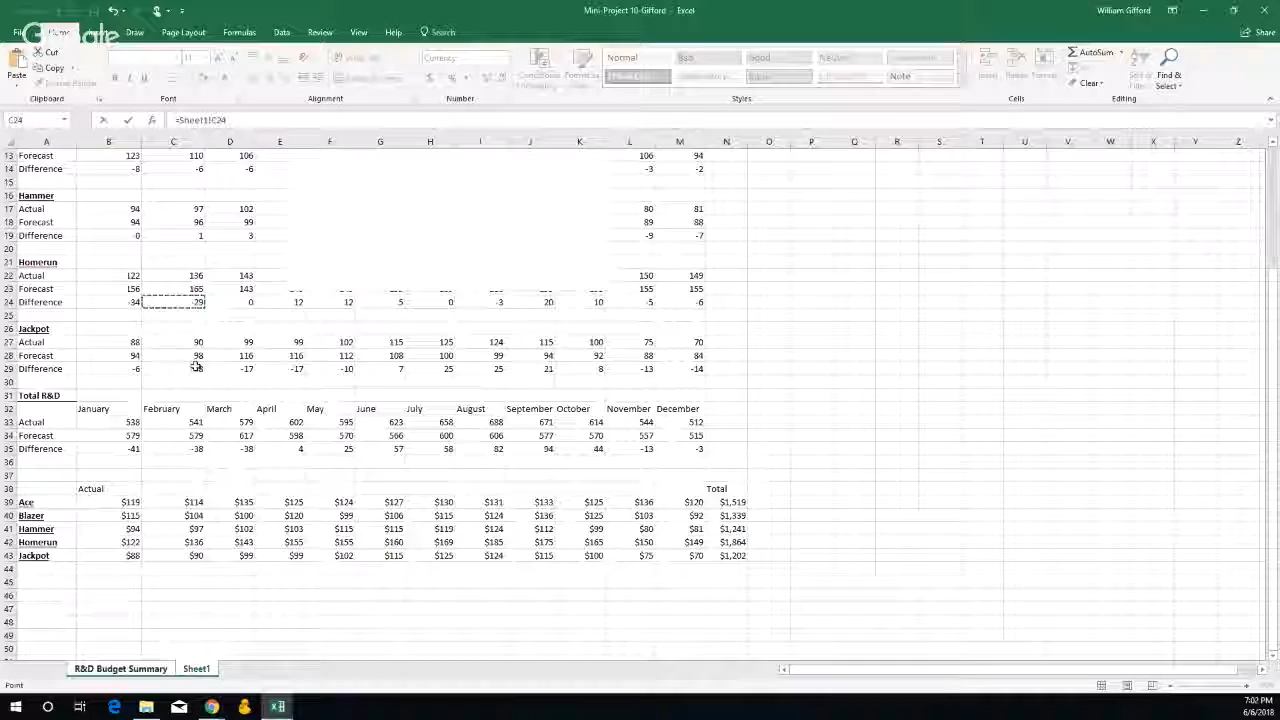 Mini-Project 10-Gifford - Excel
William Gifford
Draw Page Layout Formulas Data Review View Help Search
Share
Google
Cut
Copy
Paste
Clipboard Font Alignment Number Styles Cells Editing
11
Currency
Normal
Note
AutoSum
Clear
Find &
Select
C24
=Sheet1!C24
A B C D E F G H I J K L M N O P Q R S T U V W X Y Z
13 Forecast 123 110 106 106 94
14 Difference -8 -6 -6 -3 -2
15
16 Hammer
17 Actual 94 97 102 80 81
18 Forecast 94 96 99 89 88
19 Difference -0 1 3 -9 -7
20
21 Homerun
22 Actual 122 136 143 150 149
23 Forecast 156 165 143 155 155
24 Difference -34 -29 0 12 12 5 0 -3 20 10 -5 -6
25
26 Jackpot
27 Actual 88 90 99 99 102 115 125 124 115 100 75 70
28 Forecast 94 98 116 116 112 108 100 99 94 92 88 84
29 Difference -6 -8 -17 -17 -10 7 25 25 21 8 -13 -14
30
31 Total R&D
32 January February March April May June July August September October November December
33 Actual 538 541 579 602 595 623 658 688 671 614 544 512
34 Forecast 579 579 617 598 570 566 600 606 577 570 557 515
35 Difference -41 -38 -38 4 25 57 58 82 94 44 -13 -3
36
37
38 Actual Total
39 Ace $119 $114 $135 $125 $124 $127 $130 $131 $133 $125 $136 $120 $1,519
40 Blazer $115 $104 $100 $120 $99 $106 $115 $124 $136 $125 $103 $92 $1,339
41 Hammer $94 $97 $102 $103 $115 $115 $119 $124 $112 $99 $80 $81 $1,241
42 Homerun $122 $136 $143 $155 $155 $160 $169 $185 $175 $165 $150 $149 $1,864
43 Jackpot $88 $90 $99 $99 $102 $115 $125 $124 $115 $100 $75 $70 $1,202
44
45
46
47
48
49
50
R&D Budget Summary Sheet1
Point
7:02 PM
6/6/2018